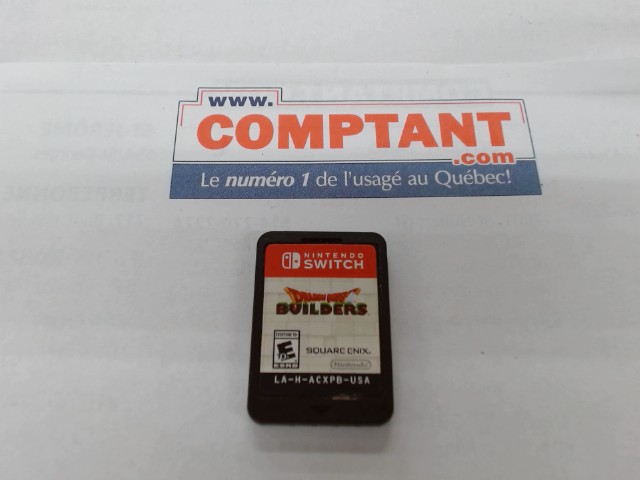 www.
COMPTANT
.com
Le numéro 1 de l'usagé au Québec!
NINTENDO
SWITCH
DRAGON QUEST
BUILDERS
E
ESRB
SQUARE ENIX.
Nintendo
LA-H-ACXPB-USA